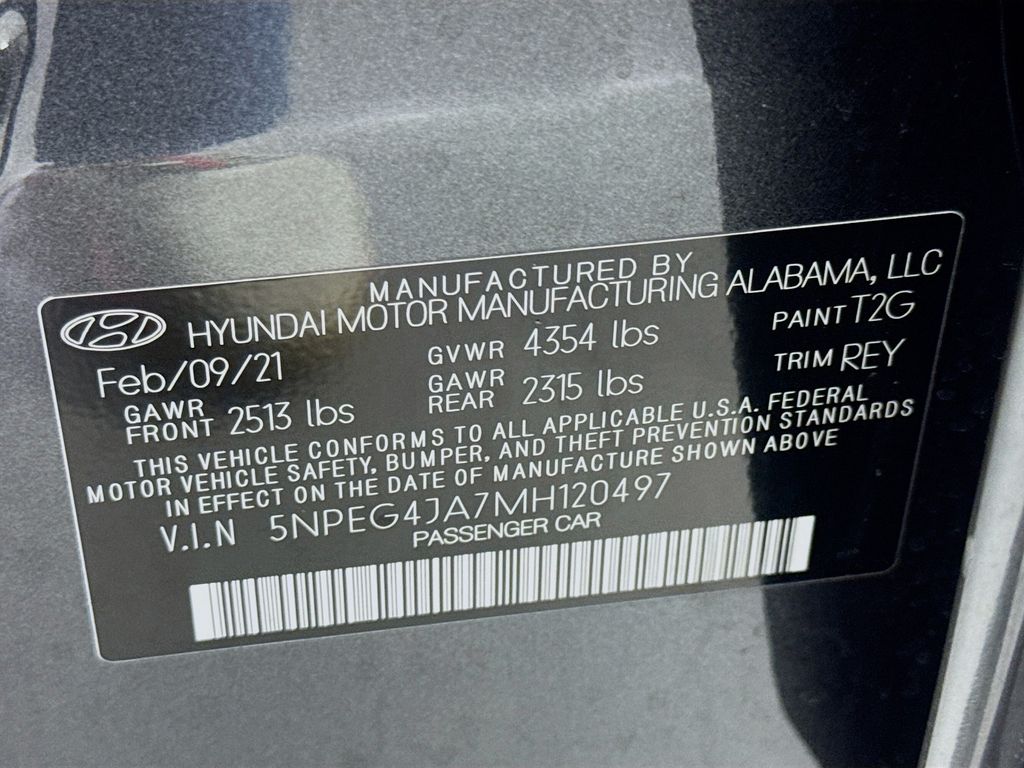 MANUFACTURED BY
HYUNDAI MOTOR MANUFACTURING ALABAMA, LLC
Feb/09/21 GVWR 4354 lbs PAINT T2G
GAWR FRONT 2513 lbs GAWR REAR 2315 lbs TRIM REY
THIS VEHICLE CONFORMS TO ALL APPLICABLE U.S.A. FEDERAL
MOTOR VEHICLE SAFETY, BUMPER, AND THEFT PREVENTION STANDARDS
IN EFFECT ON THE DATE OF MANUFACTURE SHOWN ABOVE
V.I.N 5NPEG4JA7MH120497
PASSENGER CAR